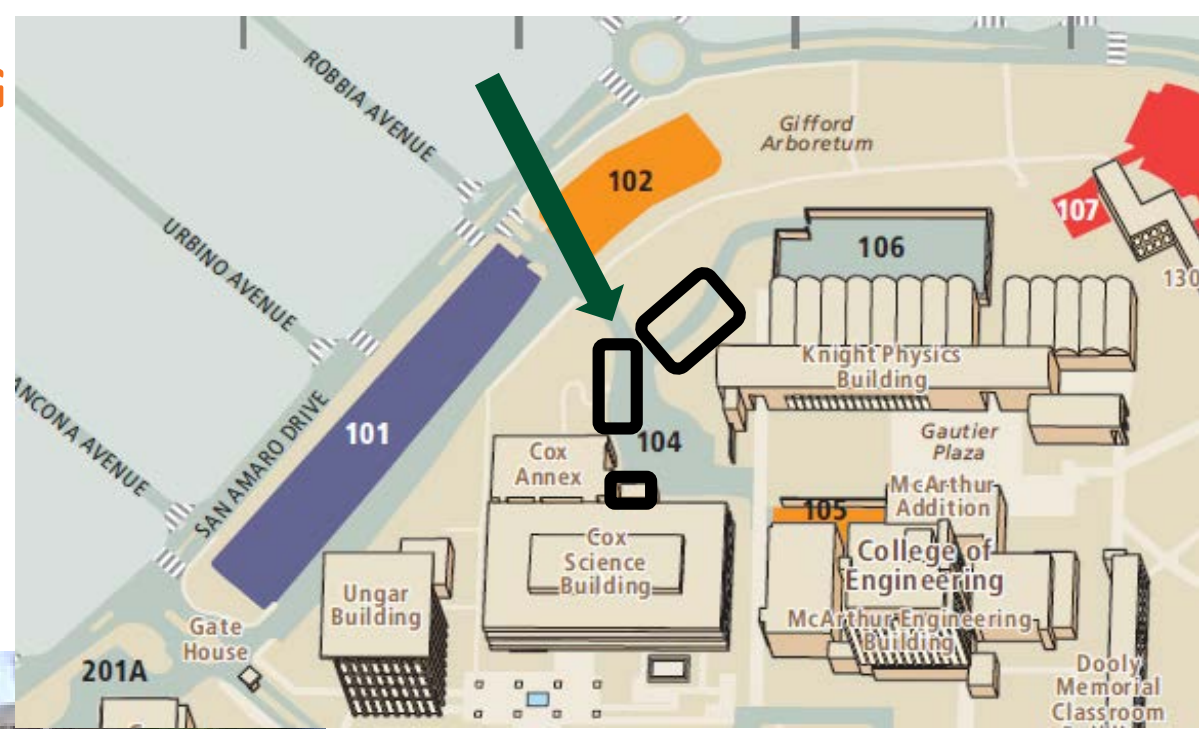 G
ROBBIA AVENUE
Gifford
Arboretum
102
107
URBINO AVENUE
106
130
Knight Physics
Building
ANCONA AVENUE
SAN AMARO DRIVE
101
Cox
Annex
104
Gautier
Plaza
McArthur
Addition
105
Cox
Science
Building
College of
Engineering
Ungar
Building
McArthur Engineering
Building
Gate
House
201A
Dooly
Memorial
Classroom